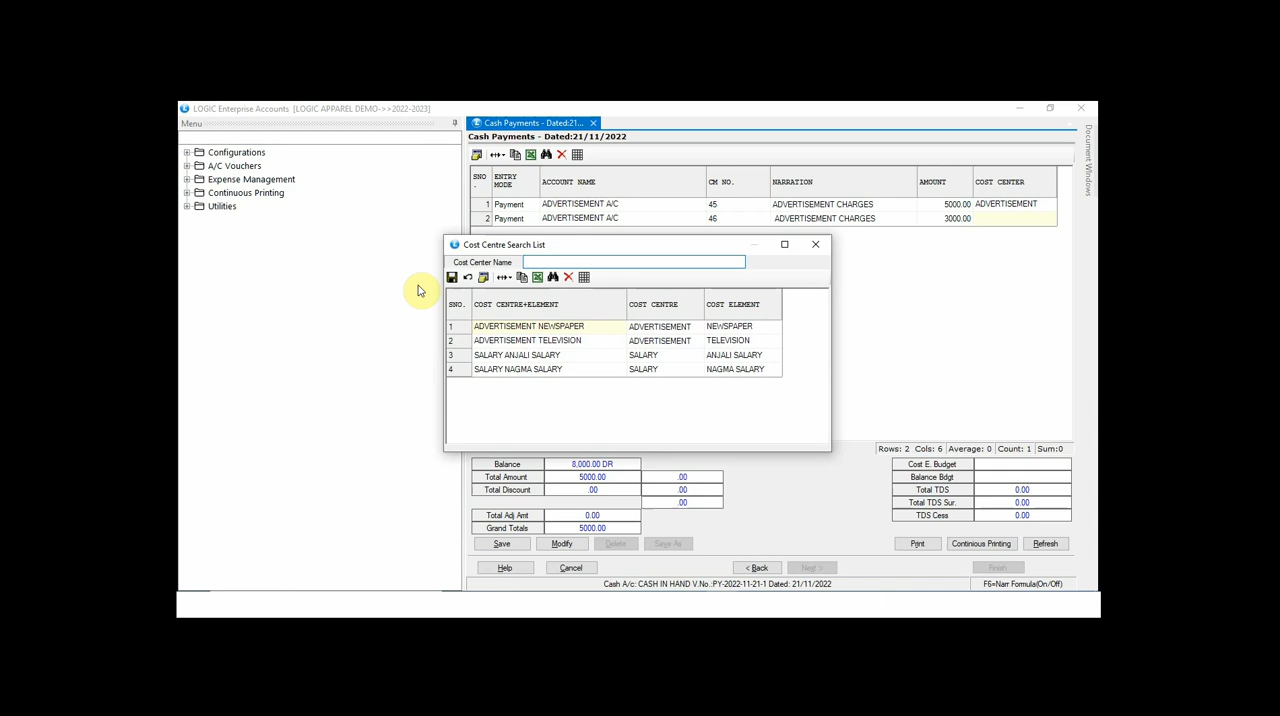 LOGIC Enterprise Accounts [LOGIC APPAREL DEMO->>2022-2023]
Menu
Configurations
A/C Vouchers
Expense Management
Continuous Printing
Utilities
Cash Payments - Dated:21...
Cash Payments - Dated:21/11/2022
SNO. ENTRY MODE ACCOUNT NAME CM NO. NARRATION AMOUNT COST CENTER
1 Payment ADVERTISEMENT A/C 45 ADVERTISEMENT CHARGES 5000.00 ADVERTISEMENT
2 Payment ADVERTISEMENT A/C 46 ADVERTISEMENT CHARGES 3000.00
Document Windows
Cost Centre Search List
Cost Center Name
SNO. COST CENTRE+ELEMENT COST CENTRE COST ELEMENT
1 ADVERTISEMENT NEWSPAPER ADVERTISEMENT NEWSPAPER
2 ADVERTISEMENT TELEVISION ADVERTISEMENT TELEVISION
3 SALARY ANJALI SALARY SALARY ANJALI SALARY
4 SALARY NAGMA SALARY SALARY NAGMA SALARY
Rows: 2 Cols: 6 Average: 0 Count: 1 Sum:0
Balance 8,000.00 DR Cost E. Budget
Total Amount 5000.00 .00 Balance Bdgt
Total Discount .00 .00 Total TDS 0.00
.00 Total TDS Sur. 0.00
Total Adj Amt 0.00 TDS Cess 0.00
Grand Totals 5000.00
Save Modify Delete Save As Print Continious Printing Refresh
Help Cancel < Back Next > Finish
Cash A/c: CASH IN HAND V.No.:PY-2022-11-21-1 Dated: 21/11/2022 F6=Narr Formula(On/Off)